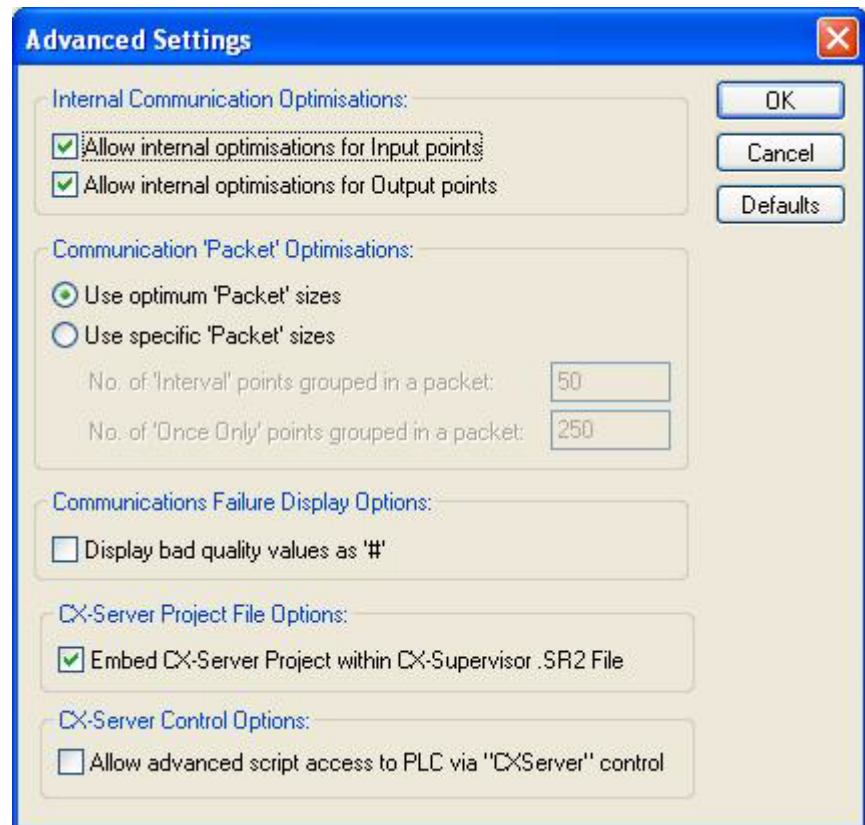 Advanced Settings
Internal Communication Optimisations:
Allow internal optimisations for Input points
Allow internal optimisations for Output points
OK
Cancel
Defaults
Communication 'Packet' Optimisations:
Use optimum 'Packet' sizes
Use specific 'Packet' sizes
No. of 'Interval' points grouped in a packet: 50
No. of 'Once Only' points grouped in a packet: 250
Communications Failure Display Options:
Display bad quality values as '#'
CX-Server Project File Options:
Embed CX-Server Project within CX-Supervisor .SR2 File
CX-Server Control Options:
Allow advanced script access to PLC via "CXServer" control